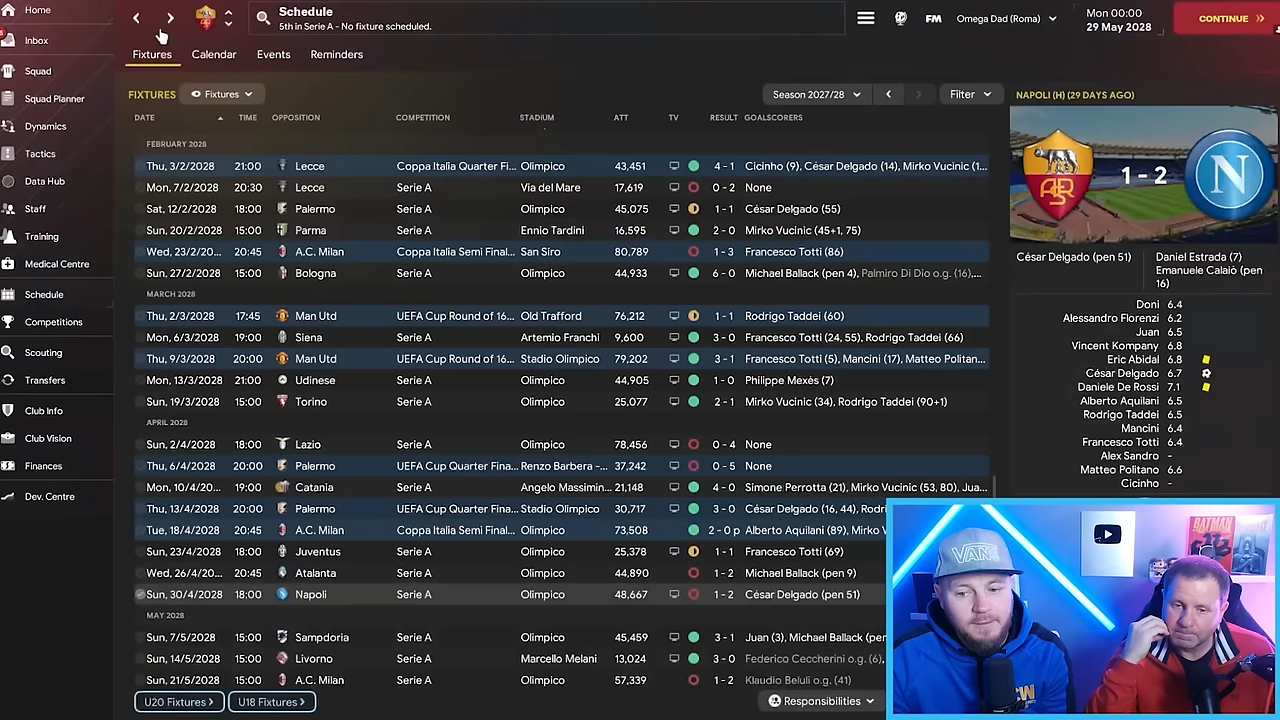 Home
Inbox
Squad
Squad Planner
Dynamics
Tactics
Data Hub
Staff
Training
Medical Centre
Schedule
Competitions
Scouting
Transfers
Club Info
Club Vision
Finances
Dev. Centre
Schedule
5th in Serie A - No fixture scheduled.
FM
Omega Dad (Roma)
Mon 00:00
29 May 2028
CONTINUE
Fixtures Calendar Events Reminders
FIXTURES Fixtures Season 2027/28 Filter
DATE TIME OPPOSITION COMPETITION STADIUM ATT TV RESULT GOALSCORERS
FEBRUARY 2028
Thu, 3/2/2028 21:00 Lecce Coppa Italia Quarter Fi... Olimpico 43,451 4 - 1 Cicinho (9), César Delgado (14), Mirko Vucinic (1...
Mon, 7/2/2028 20:30 Lecce Serie A Via del Mare 17,619 0 - 2 None
Sat, 12/2/2028 18:00 Palermo Serie A Olimpico 45,075 1 - 1 César Delgado (55)
Sun, 20/2/2028 15:00 Parma Serie A Ennio Tardini 16,595 2 - 0 Mirko Vucinic (45+1, 75)
Wed, 23/2/20... 20:45 A.C. Milan Coppa Italia Semi Final... San Siro 80,789 1 - 3 Francesco Totti (86)
Sun, 27/2/2028 15:00 Bologna Serie A Olimpico 44,933 6 - 0 Michael Ballack (pen 4), Palmiro Di Dio o.g. (16),...
MARCH 2028
Thu, 2/3/2028 17:45 Man Utd UEFA Cup Round of 16... Old Trafford 76,212 1 - 1 Rodrigo Taddei (60)
Mon, 6/3/2028 19:00 Siena Serie A Artemio Franchi 9,600 3 - 0 Francesco Totti (24, 55), Rodrigo Taddei (66)
Thu, 9/3/2028 20:00 Man Utd UEFA Cup Round of 16... Stadio Olimpico 79,202 3 - 1 Francesco Totti (5), Mancini (17), Matteo Politan...
Mon, 13/3/2028 21:00 Udinese Serie A Olimpico 44,905 1 - 0 Philippe Mexès (7)
Sun, 19/3/2028 15:00 Torino Serie A Olimpico 25,077 2 - 1 Mirko Vucinic (34), Rodrigo Taddei (90+1)
APRIL 2028
Sun, 2/4/2028 18:00 Lazio Serie A Olimpico 78,456 0 - 4 None
Thu, 6/4/2028 20:00 Palermo UEFA Cup Quarter Fina... Renzo Barbera -... 37,242 0 - 5 None
Mon, 10/4/20... 19:00 Catania Serie A Angelo Massimin... 21,148 4 - 0 Simone Perrotta (21), Mirko Vucinic (53, 80), Jua...
Thu, 13/4/2028 20:00 Palermo UEFA Cup Quarter Fina... Stadio Olimpico 30,717 3 - 0 César Delgado (16, 44), Rodr
Tue, 18/4/2028 20:45 A.C. Milan Coppa Italia Semi Final... Olimpico 73,508 2 - 0 p Alberto Aquilani (89), Mirko V
Sun, 23/4/2028 18:00 Juventus Serie A Olimpico 25,378 1 - 1 Francesco Totti (69)
Wed, 26/4/20... 20:45 Atalanta Serie A Olimpico 44,890 1 - 2 Michael Ballack (pen 9)
Sun, 30/4/2028 18:00 Napoli Serie A Olimpico 48,667 1 - 2 César Delgado (pen 51)
MAY 2028
Sun, 7/5/2028 15:00 Sampdoria Serie A Olimpico 45,459 3 - 1 Juan (3), Michael Ballack (pen
Sun, 14/5/2028 15:00 Livorno Serie A Marcello Melani 13,024 3 - 0 Federico Ceccherini o.g. (6),
Sun, 21/5/2028 15:00 A.C. Milan Serie A Olimpico 57,339 1 - 2 Klaudio Beluli o.g. (41)
U20 Fixtures U18 Fixtures Responsibilities
NAPOLI (H) (29 DAYS AGO)
ASR 1 - 2 N
César Delgado (pen 51)
Daniel Estrada (7)
Emanuele Calaiò (pen
16)
Doni 6.4
Alessandro Florenzi 6.2
Juan 6.5
Vincent Kompany 6.8
Eric Abidal 6.8
César Delgado 6.7
Daniele De Rossi 7.1
Alberto Aquilani 6.5
Rodrigo Taddei 6.5
Mancini 6.4
Francesco Totti 6.4
Alex Sandro -
Matteo Politano 6.6
Cicinho -
VANS
BATMAN